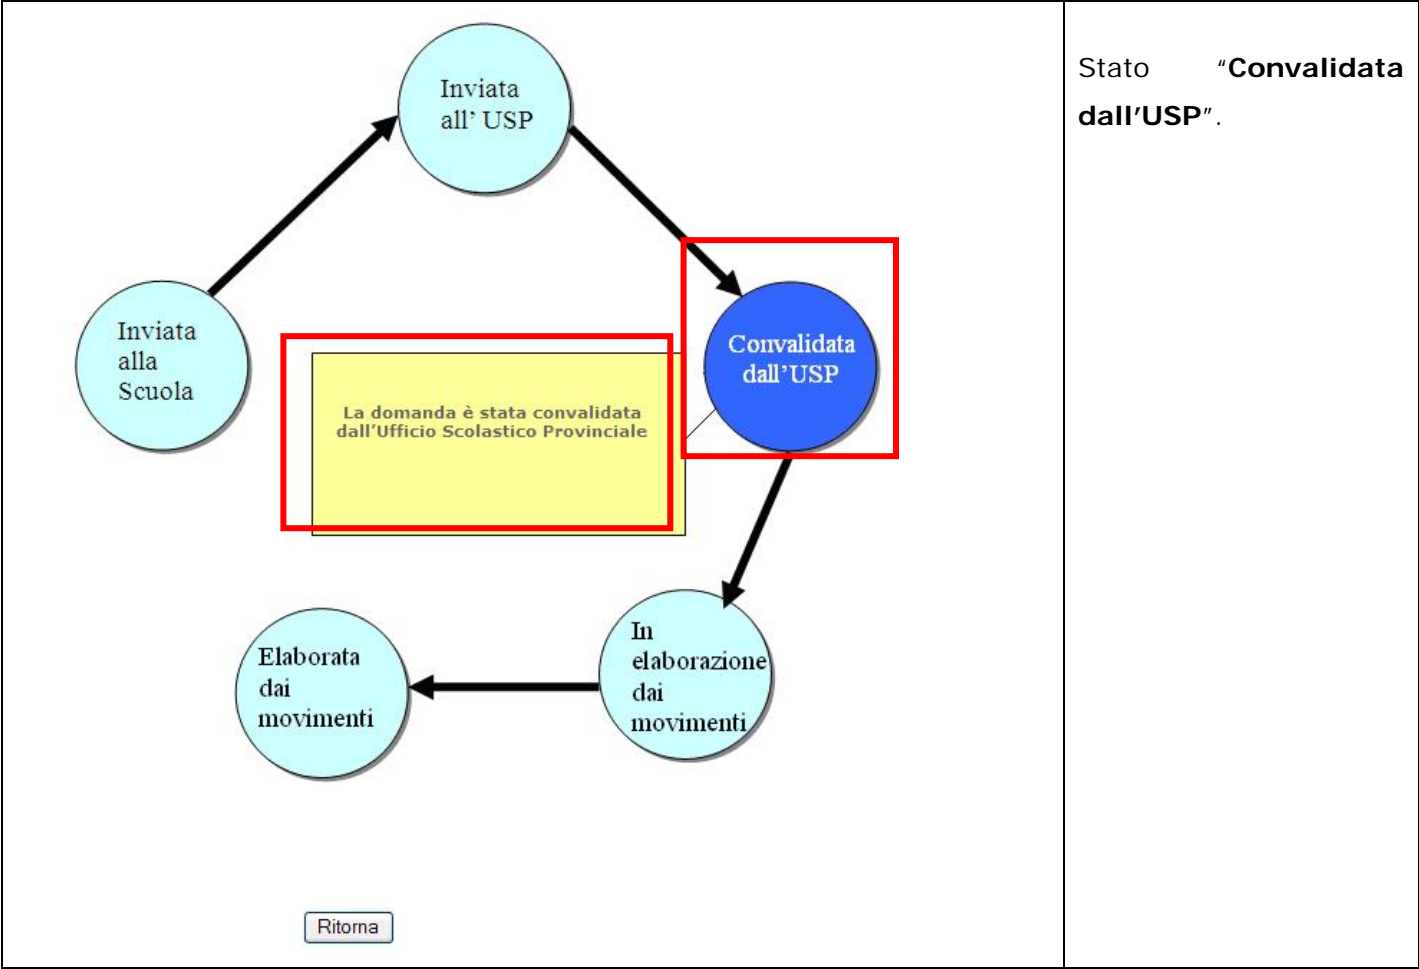 Inviata
all’ USP
Stato “Convalidata
dall’USP”.
Inviata
alla
Scuola
Convalidata
dall’USP
La domanda è stata convalidata
dall’Ufficio Scolastico Provinciale
In
elaborazione
dai
movimenti
Elaborata
dai
movimenti
Ritorna